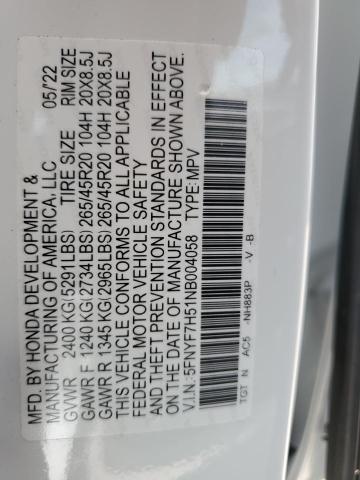 MFD. BY HONDA DEVELOPMENT & 05/22
MANUFACTURING OF AMERICA, LLC
GVWR 2400 KG(5291LBS) TIRE SIZE RIM SIZE
GAWR F 1240 KG(2734LBS) 265/45R20 104H 20X8.5J
GAWR R 1345 KG(2965LBS) 265/45R20 104H 20X8.5J
THIS VEHICLE CONFORMS TO ALL APPLICABLE
FEDERAL MOTOR VEHICLE SAFETY
AND THEFT PREVENTION STANDARDS IN EFFECT
ON THE DATE OF MANUFACTURE SHOWN ABOVE.
V.I.N.: 5FNYF7H51NB004058 TYPE: MPV
TGT N AC5 -NH883P -V -B